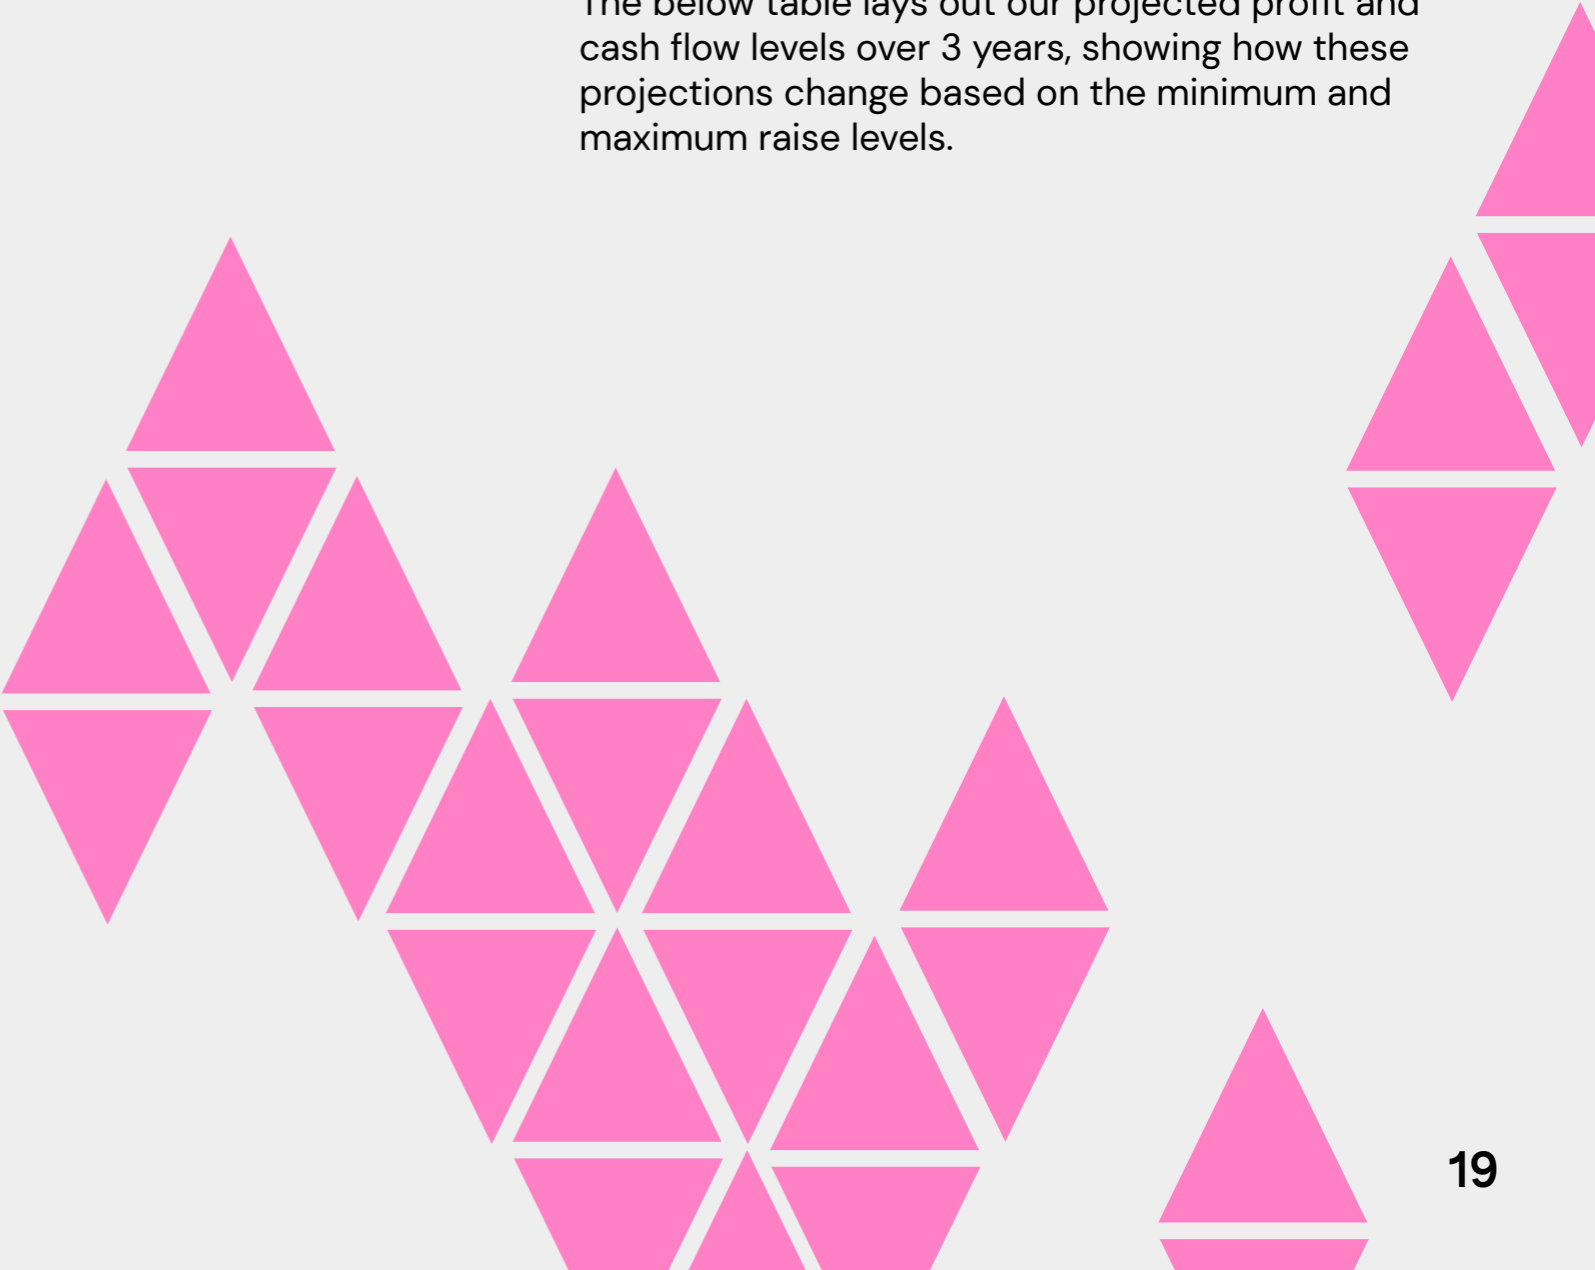 The below table lays out our projected profit and
cash flow levels over 3 years, showing how these
projections change based on the minimum and
maximum raise levels.
19